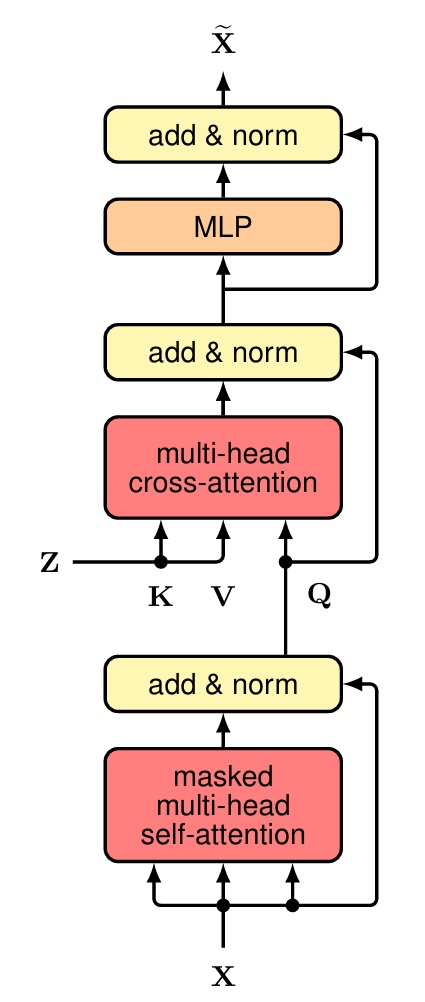 X̃
add & norm
MLP
add & norm
multi-head
cross-attention
Z
K V Q
add & norm
masked
multi-head
self-attention
X